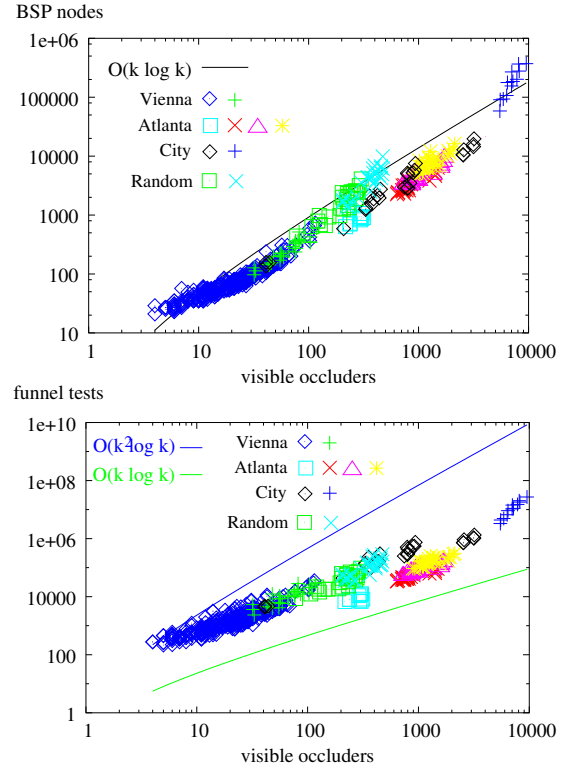 BSP nodes
1e+06
O(k log k)
Vienna
100000
Atlanta
City
10000
Random
1000
100
10
1 10 100 1000 10000
visible occluders
funnel tests
1e+10
O(k^2 log k)
Vienna
O(k log k)
Atlanta
1e+08
City
Random
1e+06
10000
100
1
1 10 100 1000 10000
visible occluders